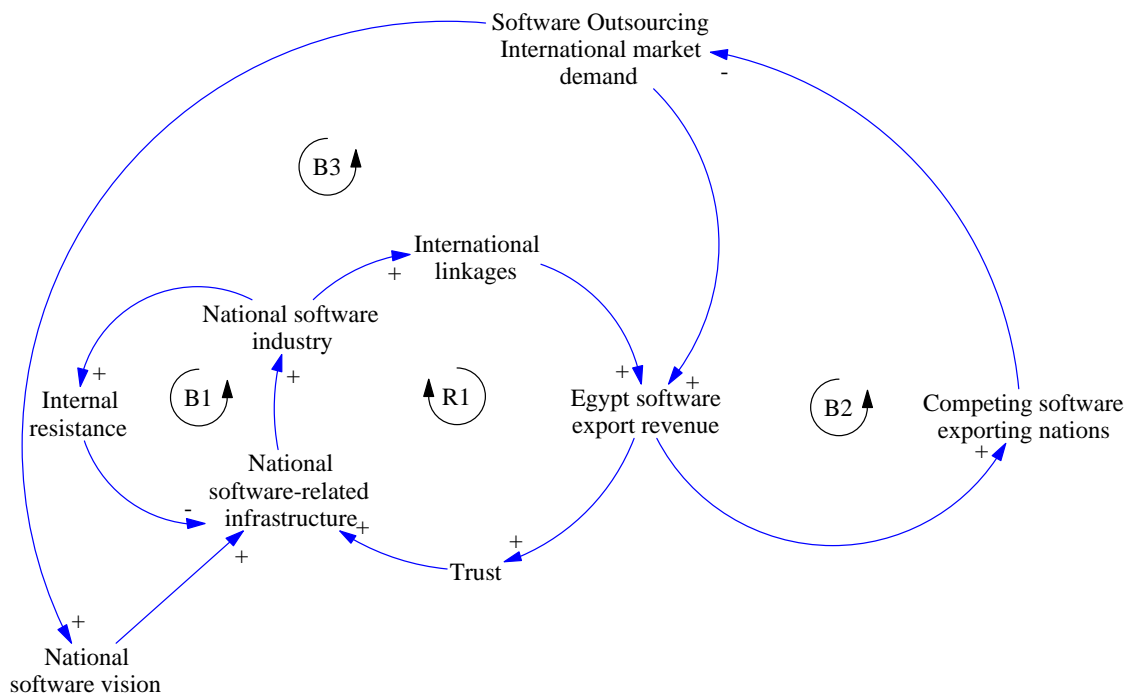 Software Outsourcing
International market
demand
-
B3
International
linkages
+
National software
industry
+
+
Internal
resistance
B1
R1
+
+
Egypt software
export revenue
B2
Competing software
exporting nations
+
National
software-related
infrastructure
-
+
+
+
Trust
+
National
software vision